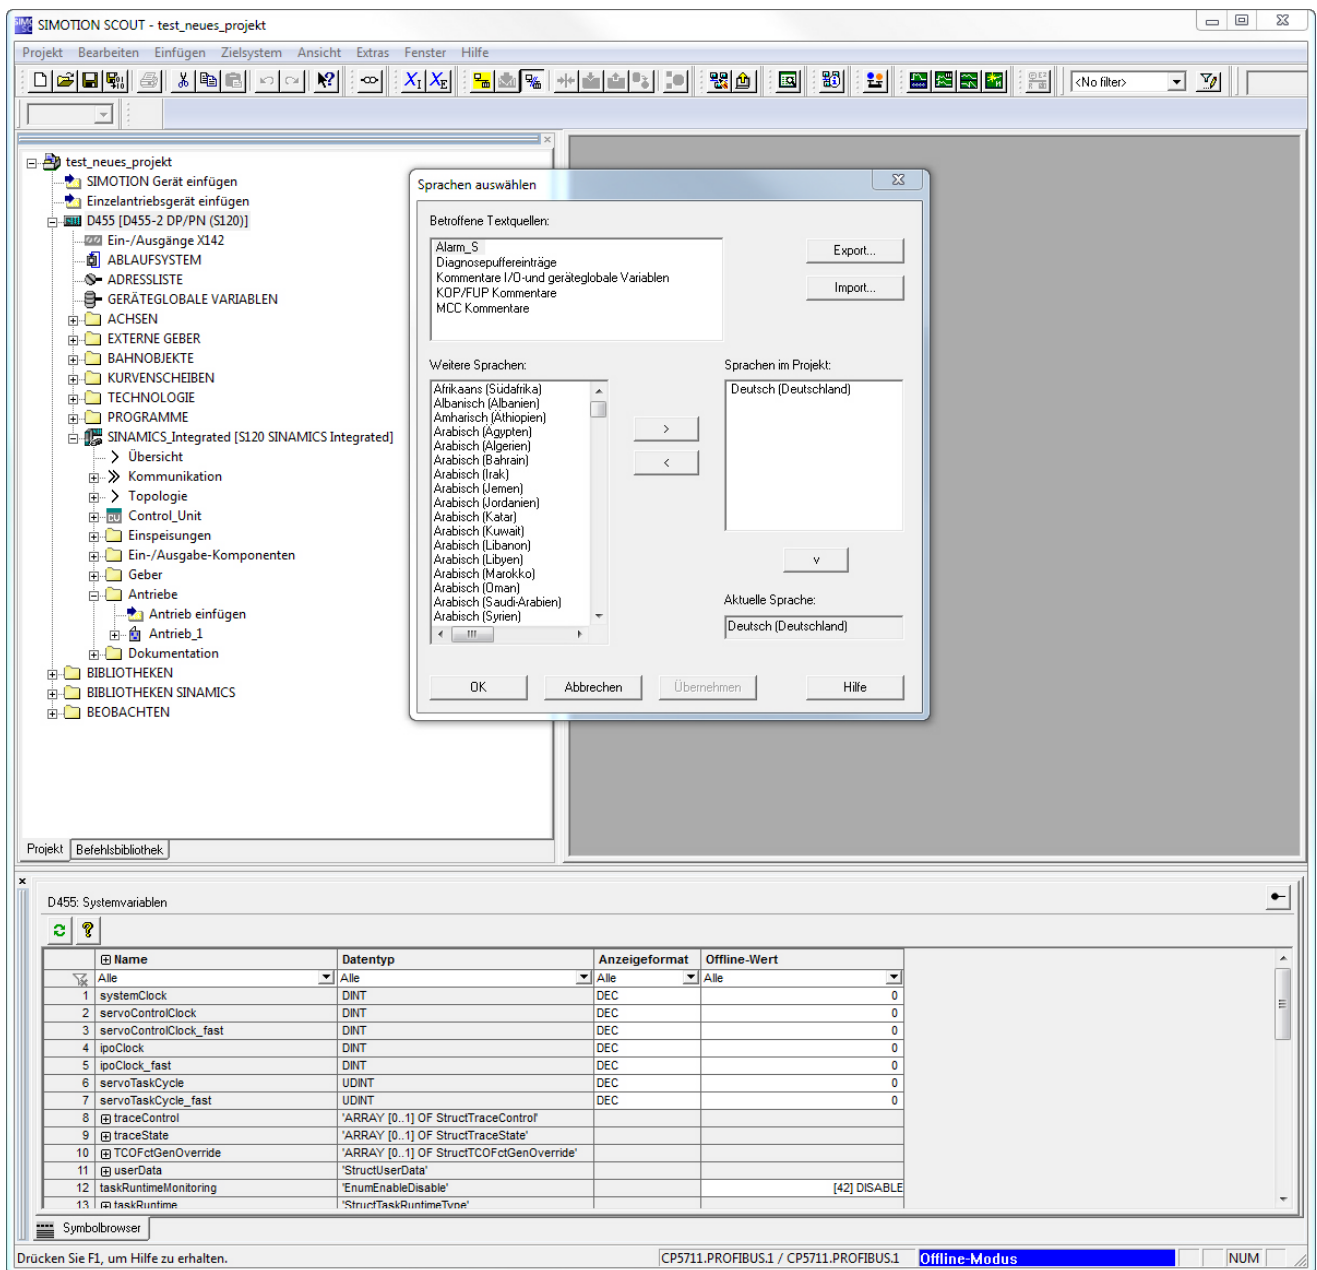 SIMOTION SCOUT - test_neues_projekt
Projekt Bearbeiten Einfügen Zielsystem Ansicht Extras Fenster Hilfe
<No filter>
test_neues_projekt
SIMOTION Gerät einfügen
Einzelantriebsgerät einfügen
D455 [D455-2 DP/PN (S120)]
Ein-/Ausgänge X142
ABLAUFSYSTEM
ADRESSLISTE
GERÄTEGLOBALE VARIABLEN
ACHSEN
EXTERNE GEBER
BAHNOBJEKTE
KURVENSCHEIBEN
TECHNOLOGIE
PROGRAMME
SINAMICS_Integrated [S120 SINAMICS Integrated]
Übersicht
Kommunikation
Topologie
Control_Unit
Einspeisungen
Ein-/Ausgabe-Komponenten
Geber
Antriebe
Antrieb einfügen
Antrieb_1
Dokumentation
BIBLIOTHEKEN
BIBLIOTHEKEN SINAMICS
BEOBACHTEN
Projekt Befehlsbibliothek
Sprachen auswählen
Betroffene Textquellen:
Alarm_S
Diagnosepuffereinträge
Kommentare I/O-und geräteglobale Variablen
KOP/FUP Kommentare
MCC Kommentare
Export...
Import...
Weitere Sprachen:
Afrikaans (Südafrika)
Albanisch (Albanien)
Amharisch (Äthiopien)
Arabisch (Ägypten)
Arabisch (Algerien)
Arabisch (Bahrain)
Arabisch (Irak)
Arabisch (Jemen)
Arabisch (Jordanien)
Arabisch (Katar)
Arabisch (Kuwait)
Arabisch (Libanon)
Arabisch (Libyen)
Arabisch (Marokko)
Arabisch (Oman)
Arabisch (Saudi-Arabien)
Arabisch (Syrien)
>
<
Sprachen im Projekt:
Deutsch (Deutschland)
v
Aktuelle Sprache:
Deutsch (Deutschland)
OK Abbrechen Übernehmen Hilfe
D455: Systemvariablen
Name Datentyp Anzeigeformat Offline-Wert
Alle Alle Alle Alle
1 systemClock DINT DEC 0
2 servoControlClock DINT DEC 0
3 servoControlClock_fast DINT DEC 0
4 ipoClock DINT DEC 0
5 ipoClock_fast DINT DEC 0
6 servoTaskCycle UDINT DEC 0
7 servoTaskCycle_fast UDINT DEC 0
8 traceControl 'ARRAY [0..1] OF StructTraceControl'
9 traceState 'ARRAY [0..1] OF StructTraceState'
10 TCOFctGenOverride 'ARRAY [0..1] OF StructTCOFctGenOverride'
11 userData 'StructUserData'
12 taskRuntimeMonitoring 'EnumEnableDisable' [42] DISABLE
13 taskRuntime 'StructTaskRuntimeType'
Symbolbrowser
Drücken Sie F1, um Hilfe zu erhalten. CP5711.PROFIBUS.1 / CP5711.PROFIBUS.1 Offline-Modus NUM